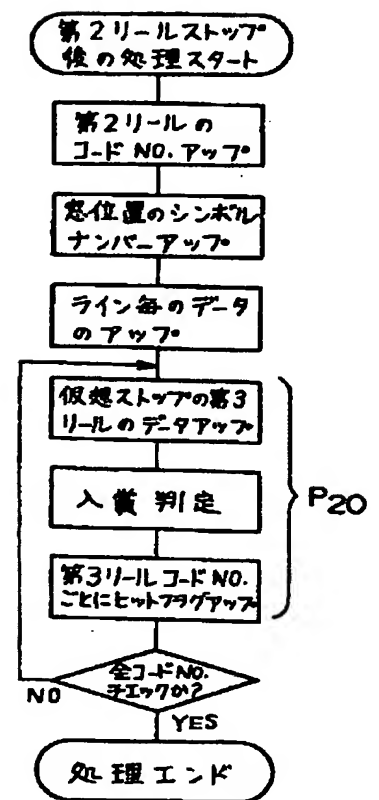 第2リールストップ
後の処理スタート
第2リールの
コードNO.アップ
窓位置のシンボル
ナンバーアップ
ライン毎のデータ
のアップ
仮想ストップの第3
リールのデータアップ
入賞判定
P20
第3リールコードNO.
ごとにヒットフラグアップ
全コードNO.
チェックか?
NO
YES
処理エンド